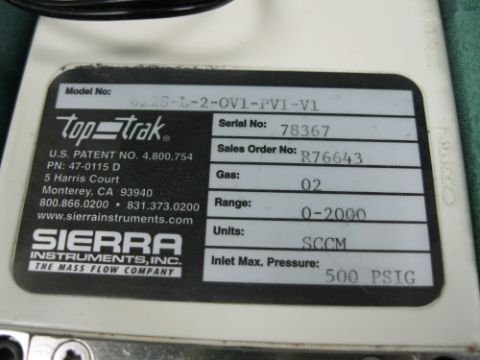 Model No: 822S-L-2-OV1-PV1-V1
top trak®
U.S. PATENT NO. 4,800,754
PN: 47-0115 D
5 Harris Court
Monterey, CA 93940
800.866.0200 • 831.373.0200
www.sierrainstruments.com
SIERRA
INSTRUMENTS, INC.
THE MASS FLOW COMPANY
Serial No: 78367
Sales Order No: R76643
Gas: O2
Range: 0-2000
Units: SCCM
Inlet Max. Pressure: 500 PSIG